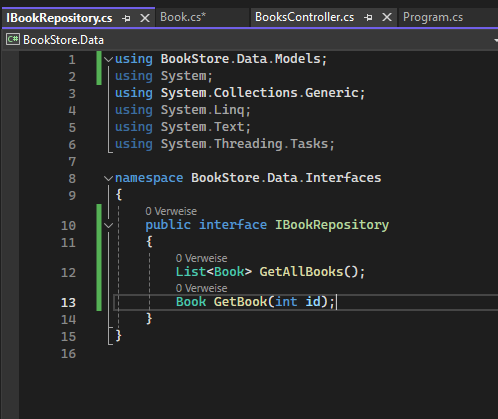 IBookRepository.cs Book.cs* BooksController.cs Program.cs
C# BookStore.Data
1 using BookStore.Data.Models;
2 using System;
3 using System.Collections.Generic;
4 using System.Linq;
5 using System.Text;
6 using System.Threading.Tasks;
7
8 namespace BookStore.Data.Interfaces
9 {
0 Verweise
10 public interface IBookRepository
11 {
0 Verweise
12 List<Book> GetAllBooks();
0 Verweise
13 Book GetBook(int id);
14 }
15 }
16